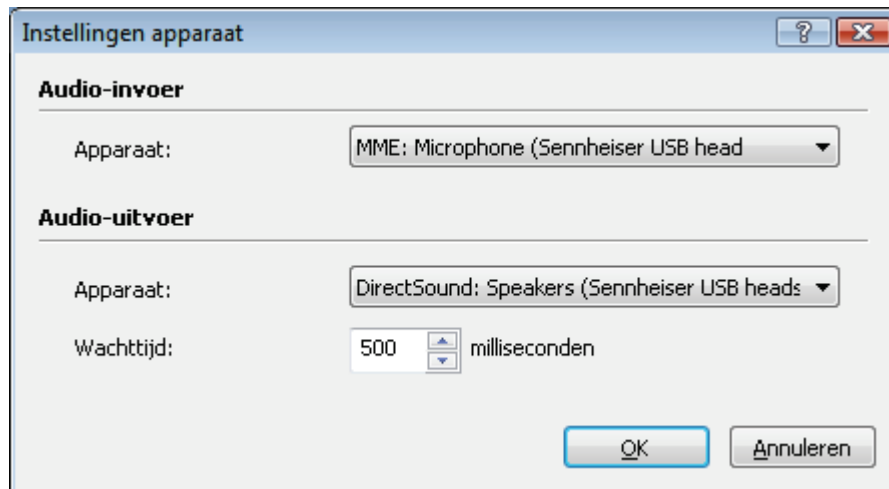 Instellingen apparaat
Audio-invoer
Apparaat: MME: Microphone (Sennheiser USB head
Audio-uitvoer
Apparaat: DirectSound: Speakers (Sennheiser USB heads
Wachttijd: 500 milliseconden
OK Annuleren